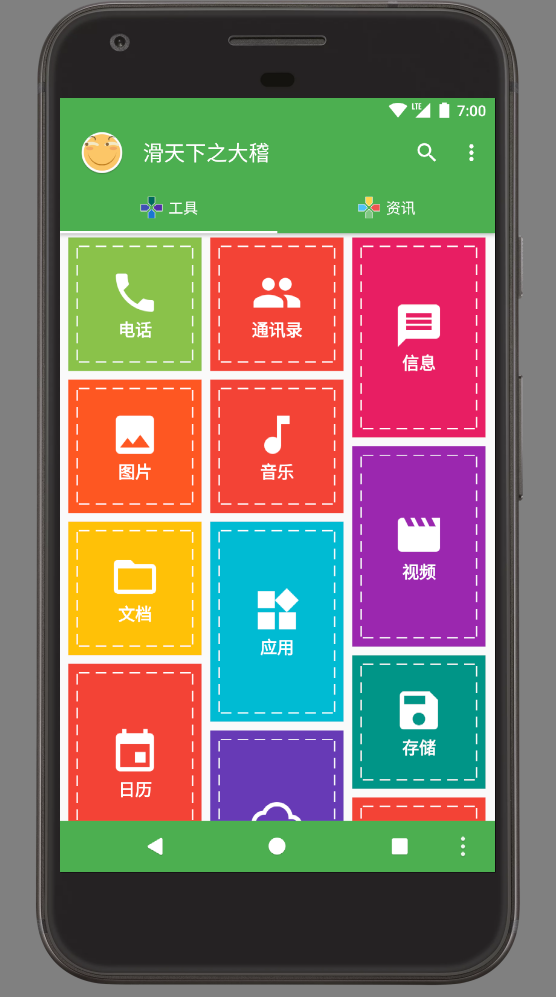 LTE 7:00
滑天下之大稽
工具 资讯
电话 通讯录
信息
图片 音乐
视频
文档
应用
存储
日历